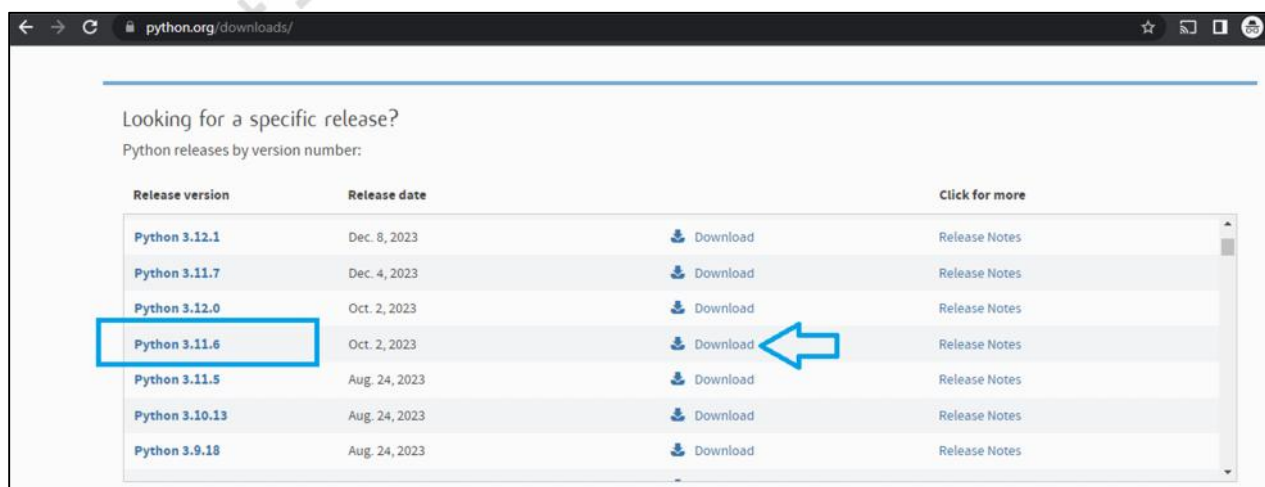 python.org/downloads/
Looking for a specific release?
Python releases by version number:
Release version Release date Click for more
Python 3.12.1 Dec. 8, 2023 Download Release Notes
Python 3.11.7 Dec. 4, 2023 Download Release Notes
Python 3.12.0 Oct. 2, 2023 Download Release Notes
Python 3.11.6 Oct. 2, 2023 Download Release Notes
Python 3.11.5 Aug. 24, 2023 Download Release Notes
Python 3.10.13 Aug. 24, 2023 Download Release Notes
Python 3.9.18 Aug. 24, 2023 Download Release Notes